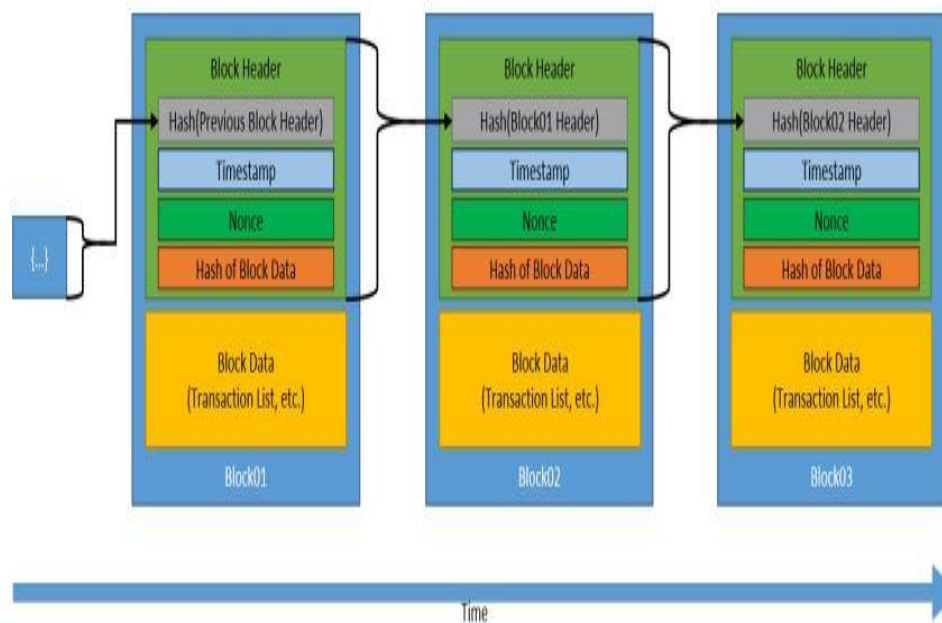 {...}
Block Header
Hash(Previous Block Header)
Timestamp
Nonce
Hash of Block Data
Block Data
(Transaction List, etc.)
Block01
Block Header
Hash(Block01 Header)
Timestamp
Nonce
Hash of Block Data
Block Data
(Transaction List, etc.)
Block02
Block Header
Hash(Block02 Header)
Timestamp
Nonce
Hash of Block Data
Block Data
(Transaction List, etc.)
Block03
Time